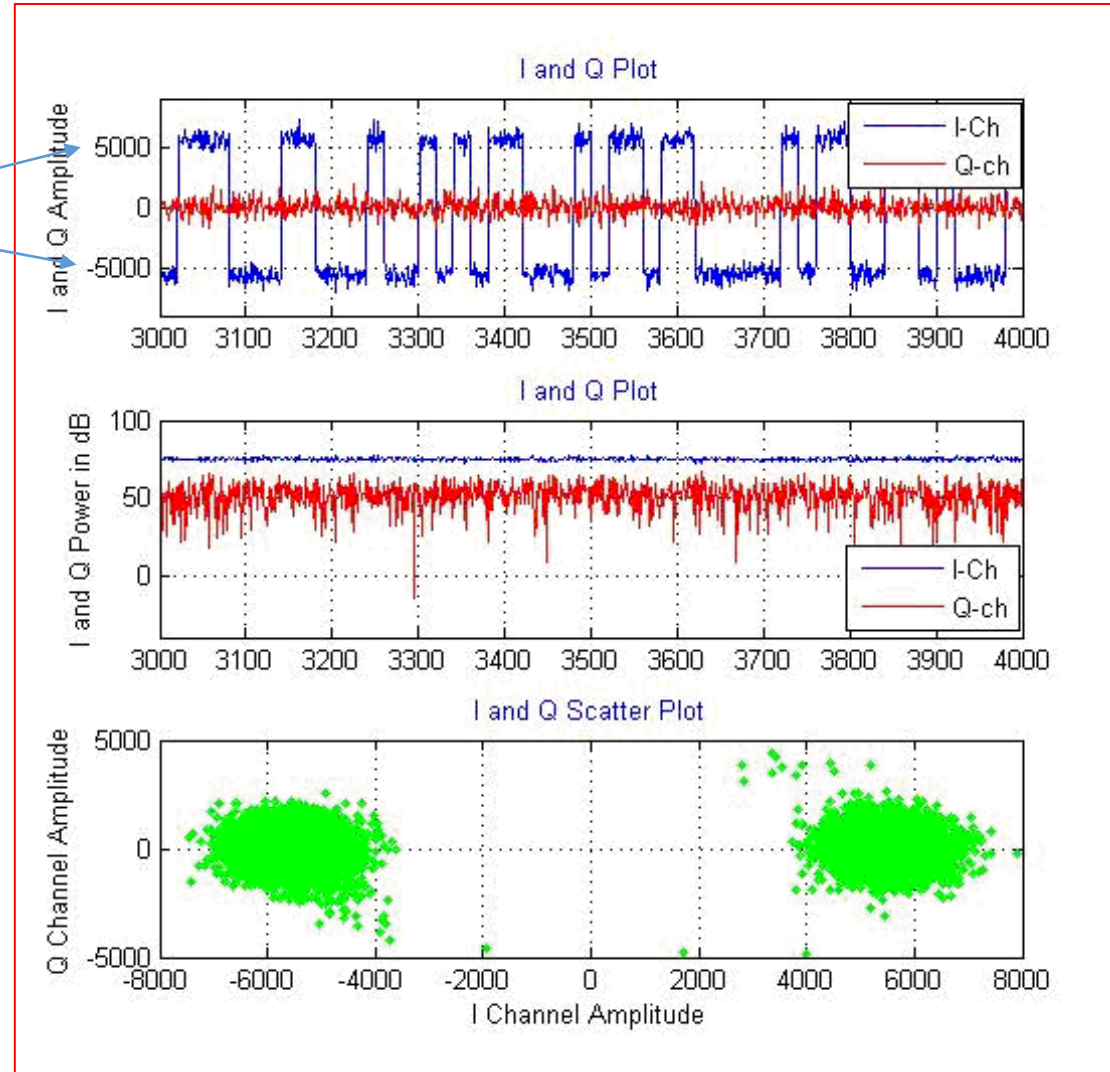 I and Q Plot
I and Q Amplitude
5000
0
-5000
I-Ch
Q-ch
3000 3100 3200 3300 3400 3500 3600 3700 3800 3900 4000
I and Q Plot
I and Q Power in dB
100
50
0
I-Ch
Q-ch
3000 3100 3200 3300 3400 3500 3600 3700 3800 3900 4000
I and Q Scatter Plot
Q Channel Amplitude
5000
0
-5000
-8000 -6000 -4000 -2000 0 2000 4000 6000 8000
I Channel Amplitude